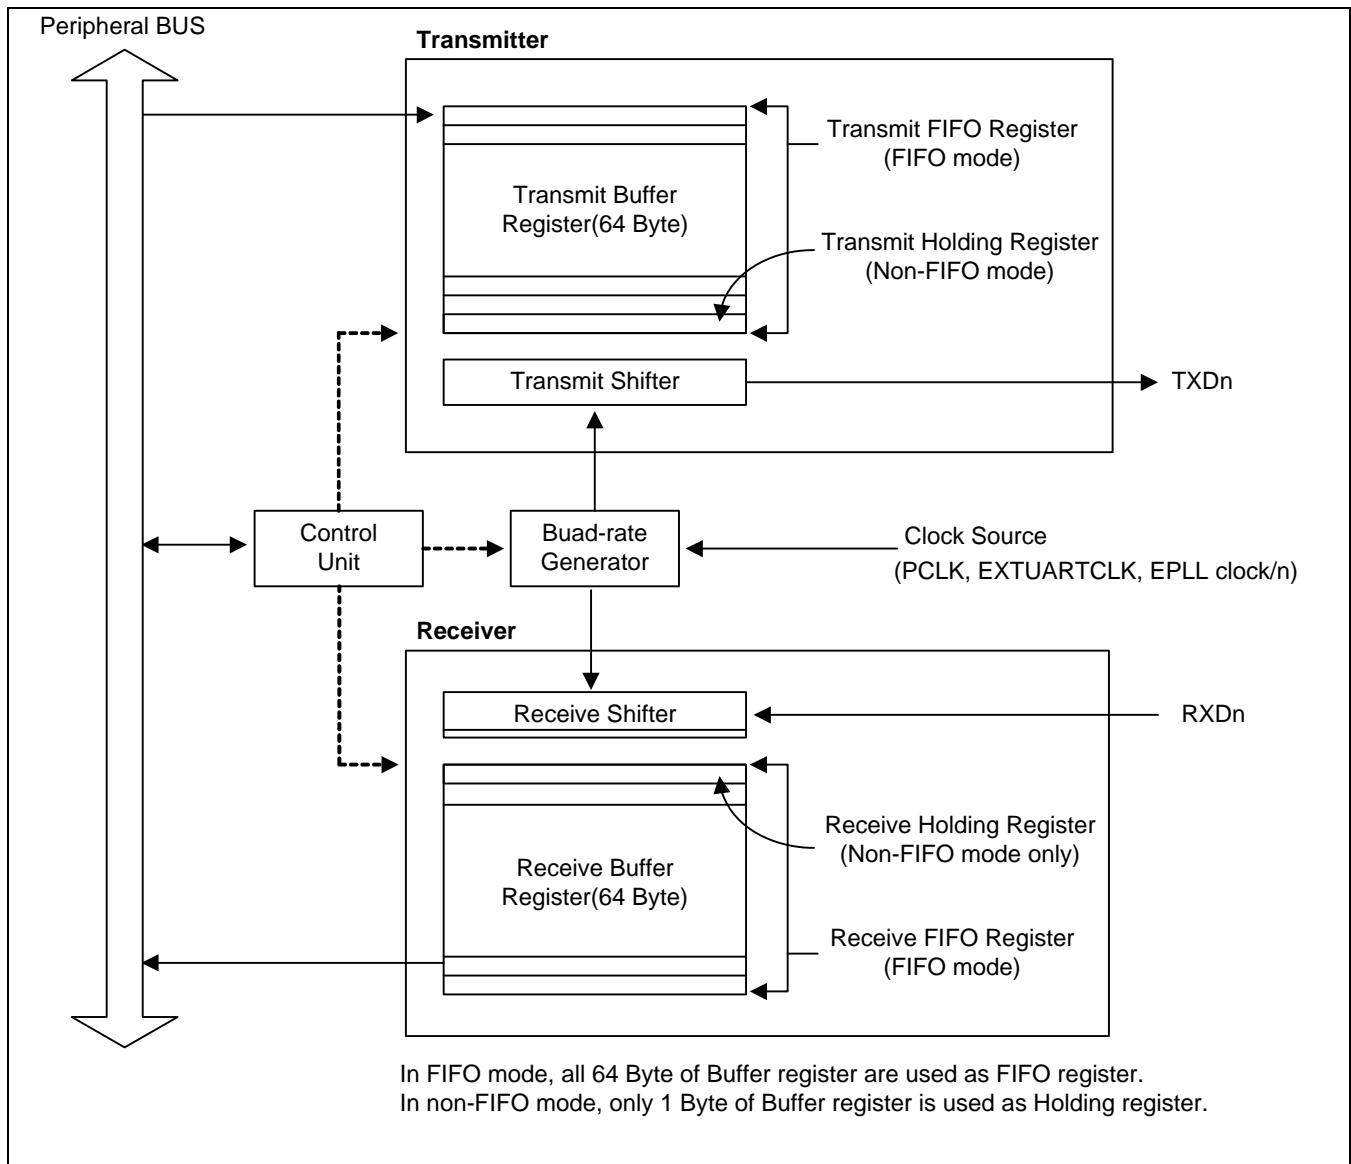 Peripheral BUS
Transmitter
Transmit FIFO Register
(FIFO mode)
Transmit Buffer
Register(64 Byte)
Transmit Holding Register
(Non-FIFO mode)
Transmit Shifter
TXDn
Control
Unit
Buad-rate
Generator
Clock Source
(PCLK, EXTUARTCLK, EPLL clock/n)
Receiver
Receive Shifter
RXDn
Receive Holding Register
(Non-FIFO mode only)
Receive Buffer
Register(64 Byte)
Receive FIFO Register
(FIFO mode)
In FIFO mode, all 64 Byte of Buffer register are used as FIFO register.
In non-FIFO mode, only 1 Byte of Buffer register is used as Holding register.